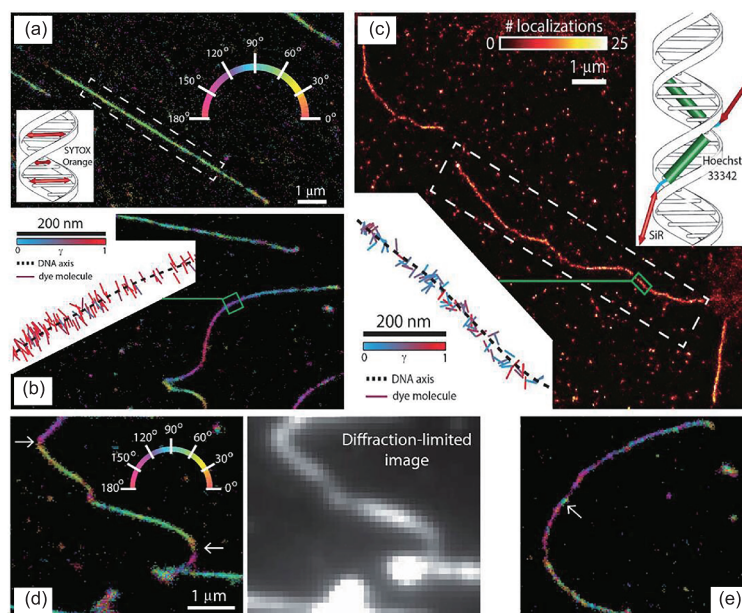 (a)
180°
150°
120°
90°
60°
30°
0°
SYTOX
Orange
1 μm
(c)
# localizations
0
25
1 μm
Hoechst
33342
SiR
200 nm
0
γ
1
DNA axis
dye molecule
(b)
200 nm
0
γ
1
DNA axis
dye molecule
180°
150°
120°
90°
60°
30°
0°
(d)
1 μm
Diffraction-limited
image
(e)